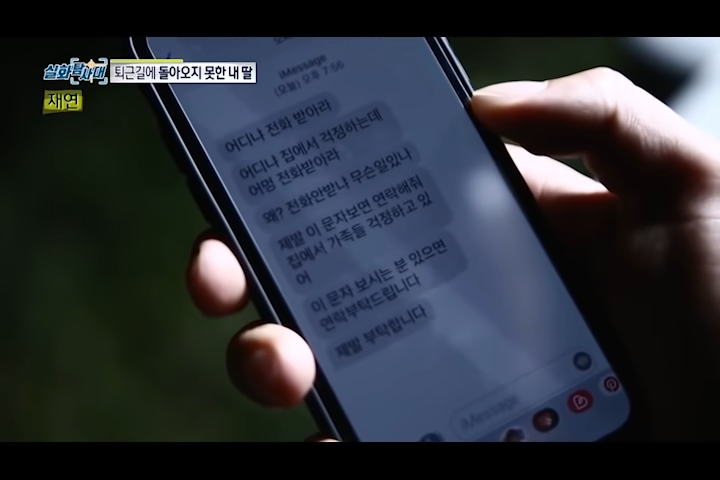 실화탐사대
퇴근길에 돌아오지 못한 내 딸
재연
iMessage
(오늘) 오후 7:56
어디냐 전화 받아라
어디냐 집에서 걱정하는데
어멍 전화받아라
왜? 전화안받냐 무슨일있냐
제발 이 문자보면 연락해줘
집에서 가족들 걱정하고 있
어
이 문자 보시는 분 있으면
연락부탁드립니다
제발 부탁합니다
iMessage